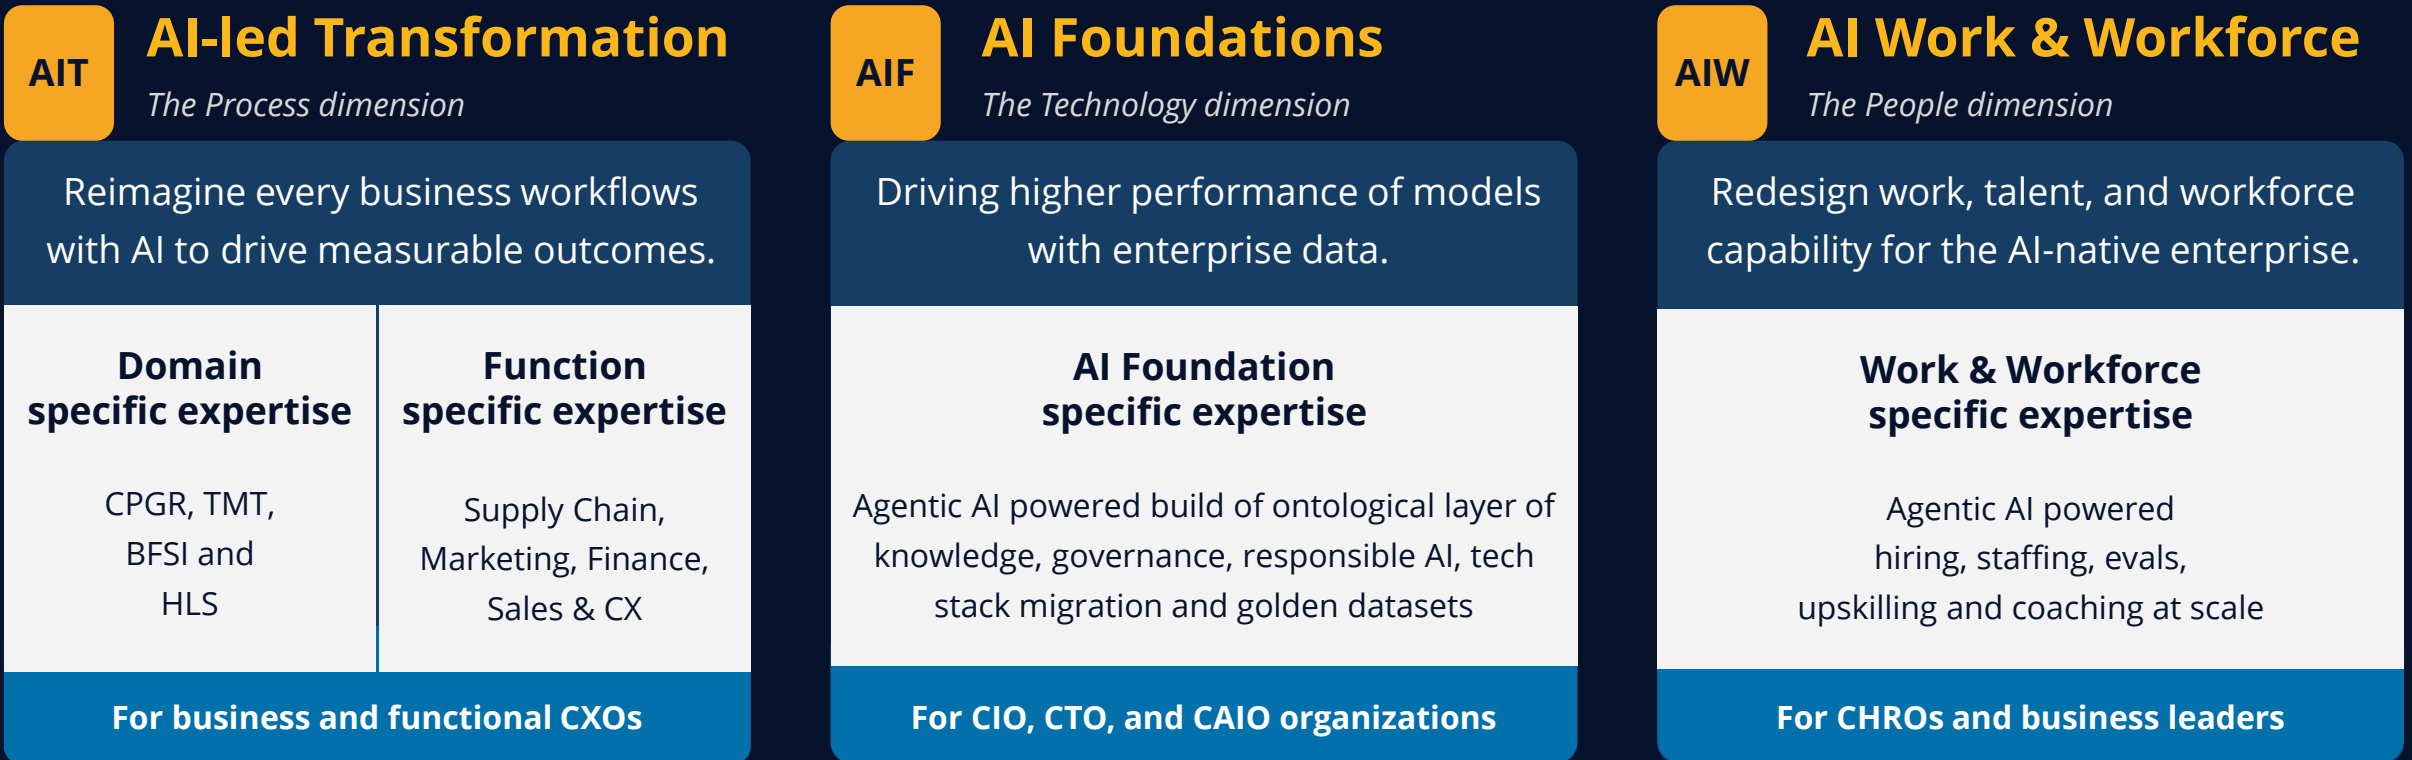 AIT
AI-led Transformation
The Process dimension
Reimagine every business workflows
with AI to drive measurable outcomes.
Domain
specific expertise
CPGR, TMT,
BFSI and
HLS
Function
specific expertise
Supply Chain,
Marketing, Finance,
Sales & CX
For business and functional CXOs
AIF
AI Foundations
The Technology dimension
Driving higher performance of models
with enterprise data.
AI Foundation
specific expertise
Agentic AI powered build of ontological layer of
knowledge, governance, responsible AI, tech
stack migration and golden datasets
For CIO, CTO, and CAIO organizations
AIW
AI Work & Workforce
The People dimension
Redesign work, talent, and workforce
capability for the AI-native enterprise.
Work & Workforce
specific expertise
Agentic AI powered
hiring, staffing, evals,
upskilling and coaching at scale
For CHROs and business leaders